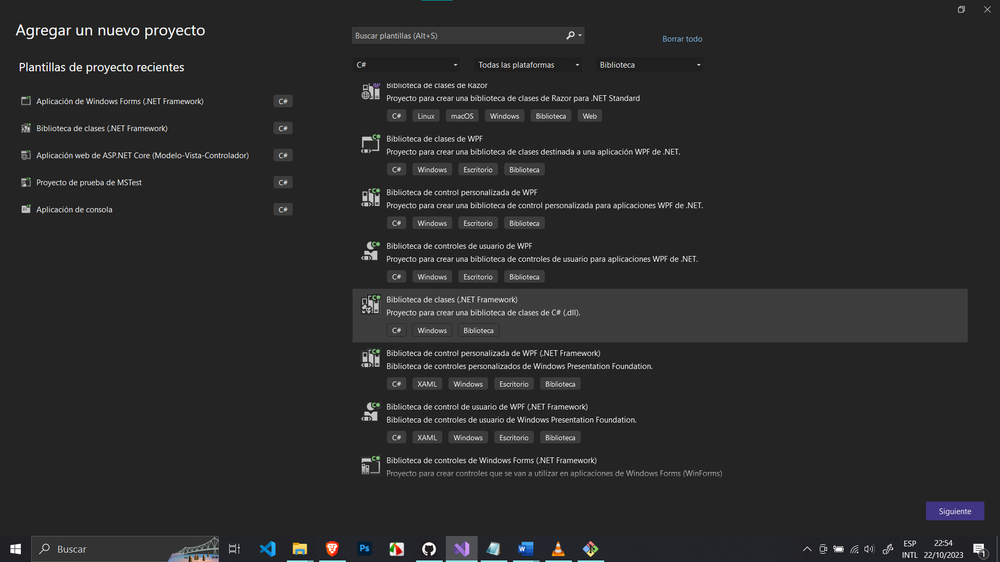 Agregar un nuevo proyecto
Plantillas de proyecto recientes
Aplicación de Windows Forms (.NET Framework) C#
Biblioteca de clases (.NET Framework) C#
Aplicación web de ASP.NET Core (Modelo-Vista-Controlador) C#
Proyecto de prueba de MSTest C#
Aplicación de consola C#
Buscar plantillas (Alt+S)
Borrar todo
C# Todas las plataformas Biblioteca
Biblioteca de clases de Razor
Proyecto para crear una biblioteca de clases de Razor para .NET Standard
C# Linux macOS Windows Biblioteca Web
Biblioteca de clases de WPF
Proyecto para crear una biblioteca de clases destinada a una aplicación WPF de .NET.
C# Windows Escritorio Biblioteca
Biblioteca de control personalizada de WPF
Proyecto para crear una biblioteca de control personalizada para aplicaciones WPF de .NET.
C# Windows Escritorio Biblioteca
Biblioteca de controles de usuario de WPF
Proyecto para crear una biblioteca de controles de usuario para aplicaciones WPF de .NET.
C# Windows Escritorio Biblioteca
Biblioteca de clases (.NET Framework)
Proyecto para crear una biblioteca de clases de C# (.dll).
C# Windows Biblioteca
Biblioteca de control personalizada de WPF (.NET Framework)
Biblioteca de controles personalizados de Windows Presentation Foundation.
C# XAML Windows Escritorio Biblioteca
Biblioteca de control de usuario de WPF (.NET Framework)
Biblioteca de controles de usuario de Windows Presentation Foundation.
C# XAML Windows Escritorio Biblioteca
Biblioteca de controles de Windows Forms (.NET Framework)
Proyecto para crear controles que se van a utilizar en aplicaciones de Windows Forms (WinForms)
Siguiente
Buscar
Ps
ESP
INTL
22:54
22/10/2023
1